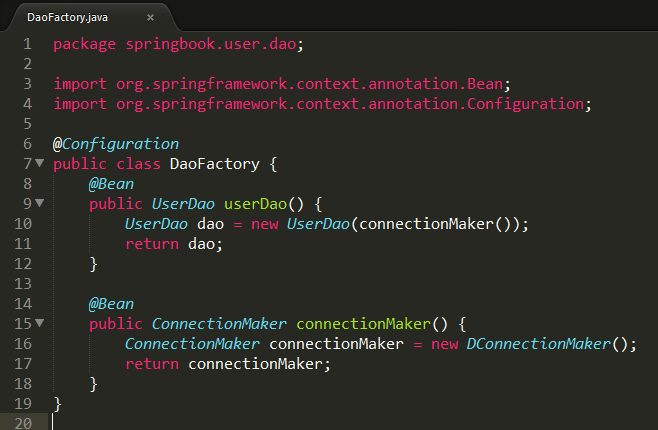 DaoFactory.java ×
1 package springbook.user.dao;
2
3 import org.springframework.context.annotation.Bean;
4 import org.springframework.context.annotation.Configuration;
5
6 @Configuration
7 public class DaoFactory {
8     @Bean
9     public UserDao userDao() {
10         UserDao dao = new UserDao(connectionMaker());
11         return dao;
12     }
13
14     @Bean
15     public ConnectionMaker connectionMaker() {
16         ConnectionMaker connectionMaker = new DConnectionMaker();
17         return connectionMaker;
18     }
19 }
20